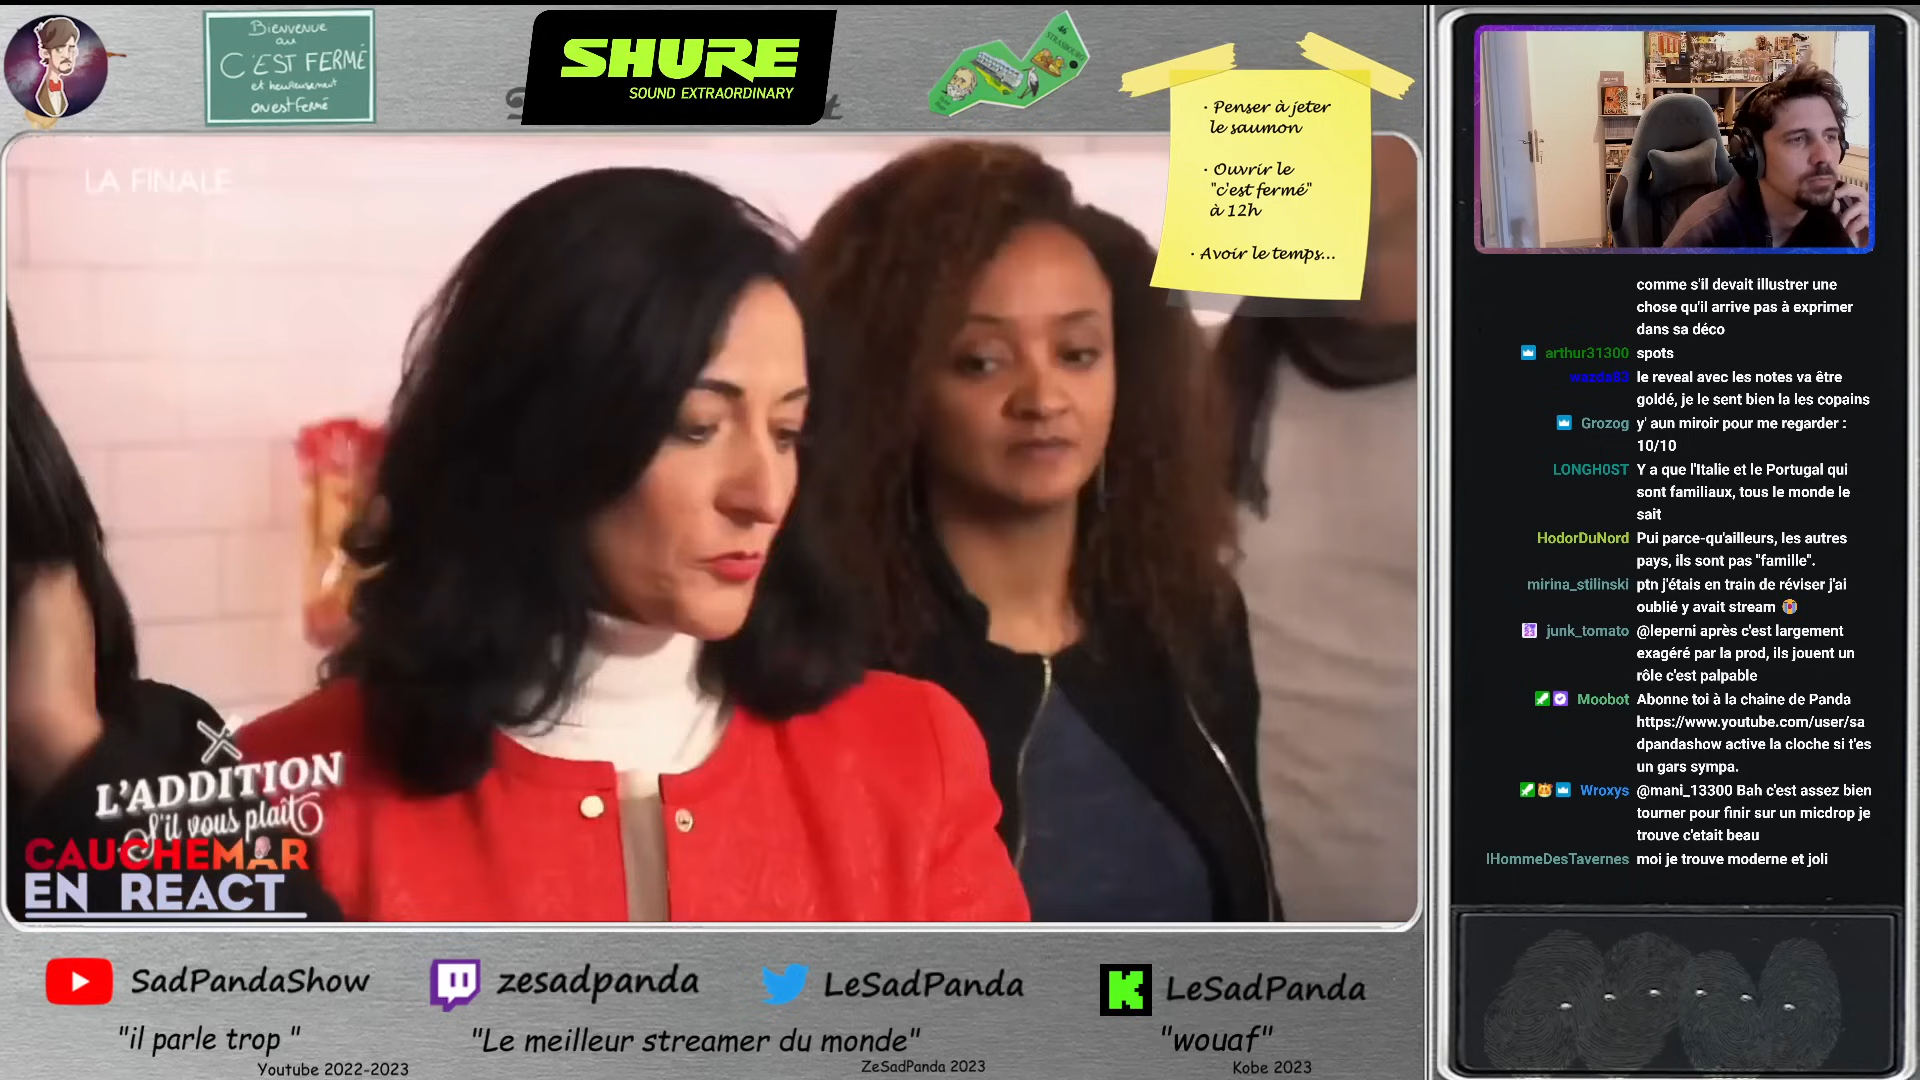 Bienvenue
au
C'EST FERMÉ
et heureusement
on est fermé
SHURE
SOUND EXTRAORDINARY
46
STRASBOURG
· Penser à jeter
le saumon
· Ouvrir le
"c'est fermé"
à 12h
· Avoir le temps...
LA FINALE
L'ADDITION
s'il vous plaît
CAUCHEMAR
EN REACT
SadPandaShow
zesadpanda
LeSadPanda
LeSadPanda
"il parle trop "
Youtube 2022-2023
"Le meilleur streamer du monde"
ZeSadPanda 2023
"wouaf"
Kobe 2023
comme s'il devait illustrer une
chose qu'il arrive pas à exprimer
dans sa déco
arthur31300 spots
wazda83 le reveal avec les notes va être
goldé, je le sent bien la les copains
Grozog y' aun miroir pour me regarder :
10/10
LONGH0ST Y a que l'Italie et le Portugal qui
sont familiaux, tous le monde le
sait
HodorDuNord Pui parce-qu'ailleurs, les autres
pays, ils sont pas "famille".
mirina_stilinski ptn j'étais en train de réviser j'ai
oublié y avait stream
junk_tomato @leperni après c'est largement
exagéré par la prod, ils jouent un
rôle c'est palpable
Moobot Abonne toi à la chaine de Panda
https://www.youtube.com/user/sa
dpandashow active la cloche si t'es
un gars sympa.
Wroxys @mani_13300 Bah c'est assez bien
tourner pour finir sur un micdrop je
trouve c'etait beau
lHommeDesTavernes moi je trouve moderne et joli